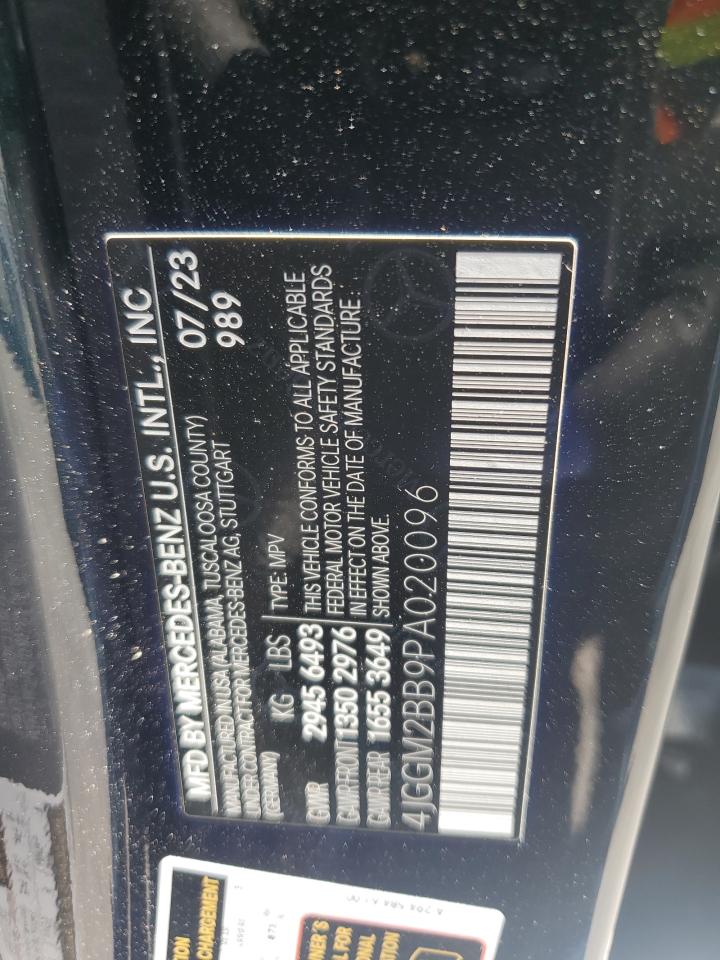 MFD BY MERCEDES-BENZ U.S. INTL., INC
MANUFACTURED IN USA (ALABAMA, TUSCALOOSA COUNTY) 07/23
UNDER CONTRACT FOR MERCEDES-BENZ AG, STUTTGART 989
(GERMANY) KG LBS TYPE: MPV
GVWR 2945 6493 THIS VEHICLE CONFORMS TO ALL APPLICABLE
GAWR FRONT 1350 2976 FEDERAL MOTOR VEHICLE SAFETY STANDARDS
GAWR REAR 1655 3649 IN EFFECT ON THE DATE OF MANUFACTURE
SHOWN ABOVE.
4JGGM2BB9PA020096
CHARGEMENT